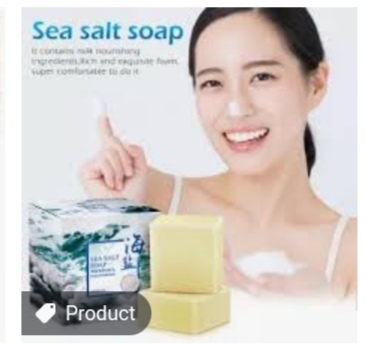 Sea salt soap
It contains milk nourishing
ingredients,Rich and exquisite foam,
super comfortable to do it
海
盐
SEA SALT
SOAP
Product